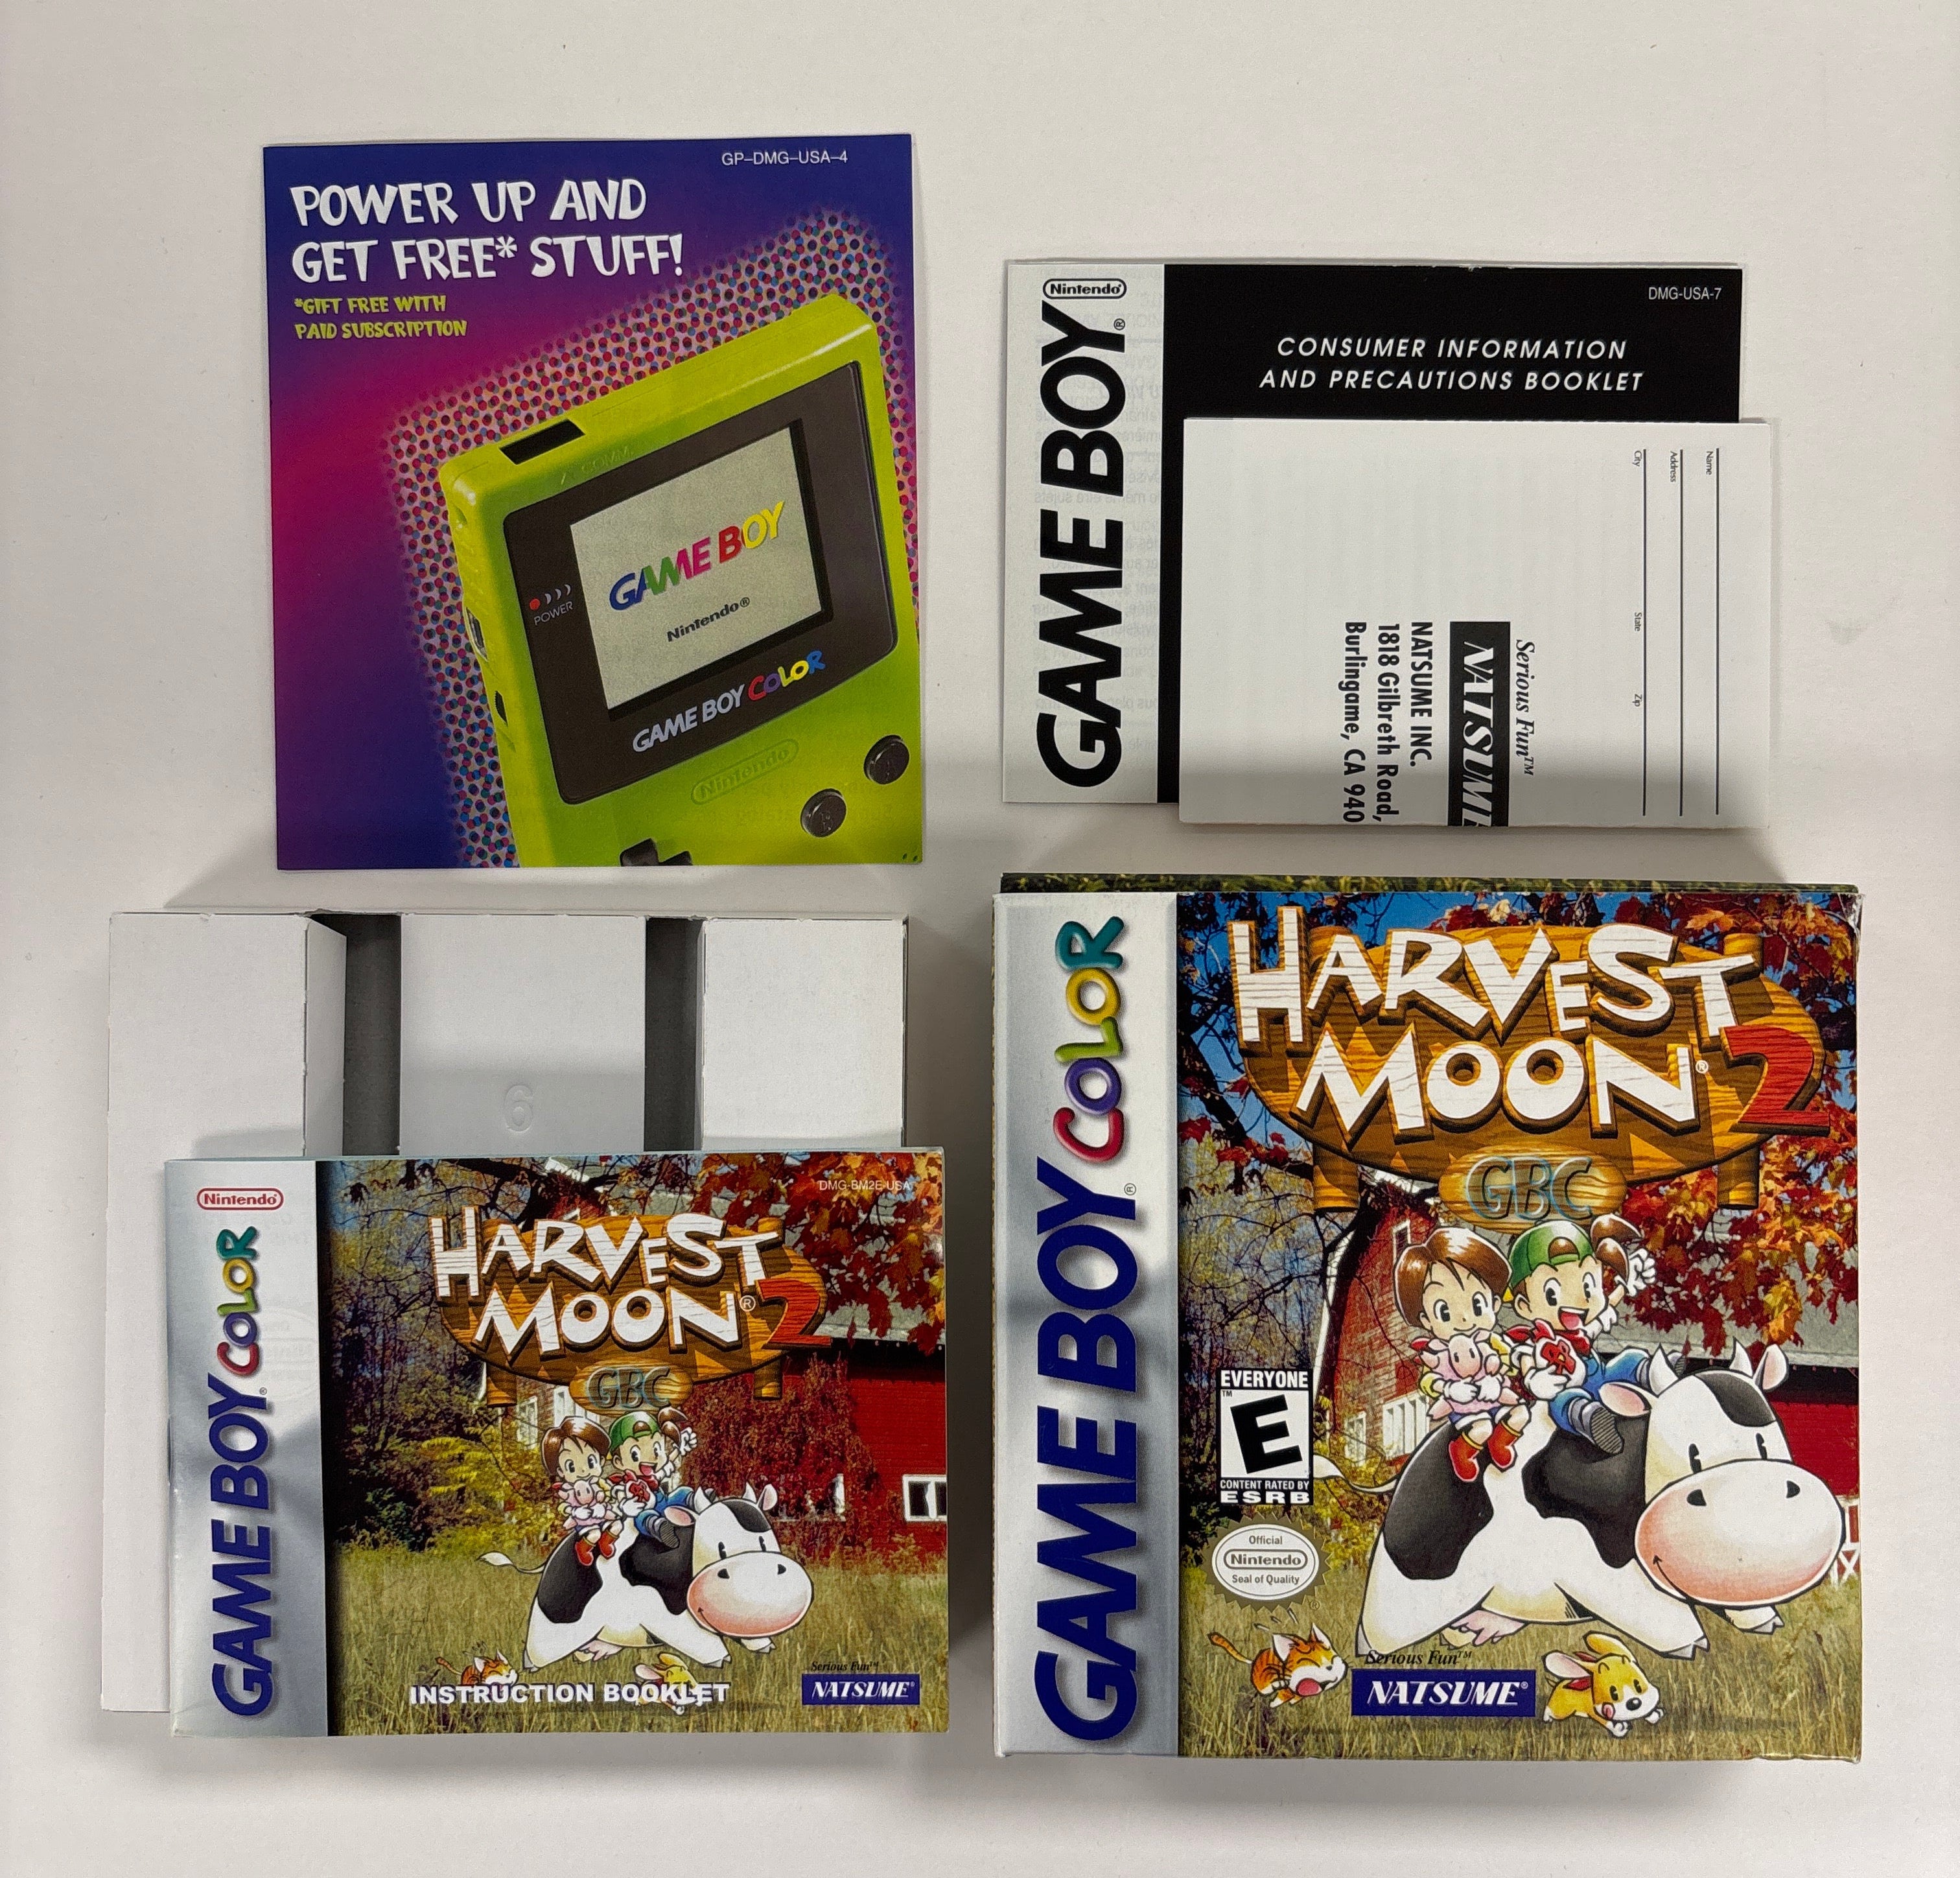 GP-DMG-USA-4
POWER UP AND
GET FREE* STUFF!
*GIFT FREE WITH
PAID SUBSCRIPTION
COMM.
POWER
GAME BOY
Nintendo®
GAME BOY COLOR
Nintendo
Nintendo
GAME BOY®
DMG-USA-7
CONSUMER INFORMATION
AND PRECAUTIONS BOOKLET
Name
Address
City
State
Zip
Serious Fun™
NATSUME
NATSUME INC.
1818 Gilbreth Road,
Burlingame, CA 940
6
Nintendo
GAME BOY® COLOR
DMG-BM2E-USA
HARVEST
MOON® 2
GBC
INSTRUCTION BOOKLET
Serious Fun™
NATSUME®
GAME BOY® COLOR
HARVEST
MOON® 2
GBC
EVERYONE
E™
CONTENT RATED BY
ESRB
Official
Nintendo
Seal of Quality
Serious Fun™
NATSUME®